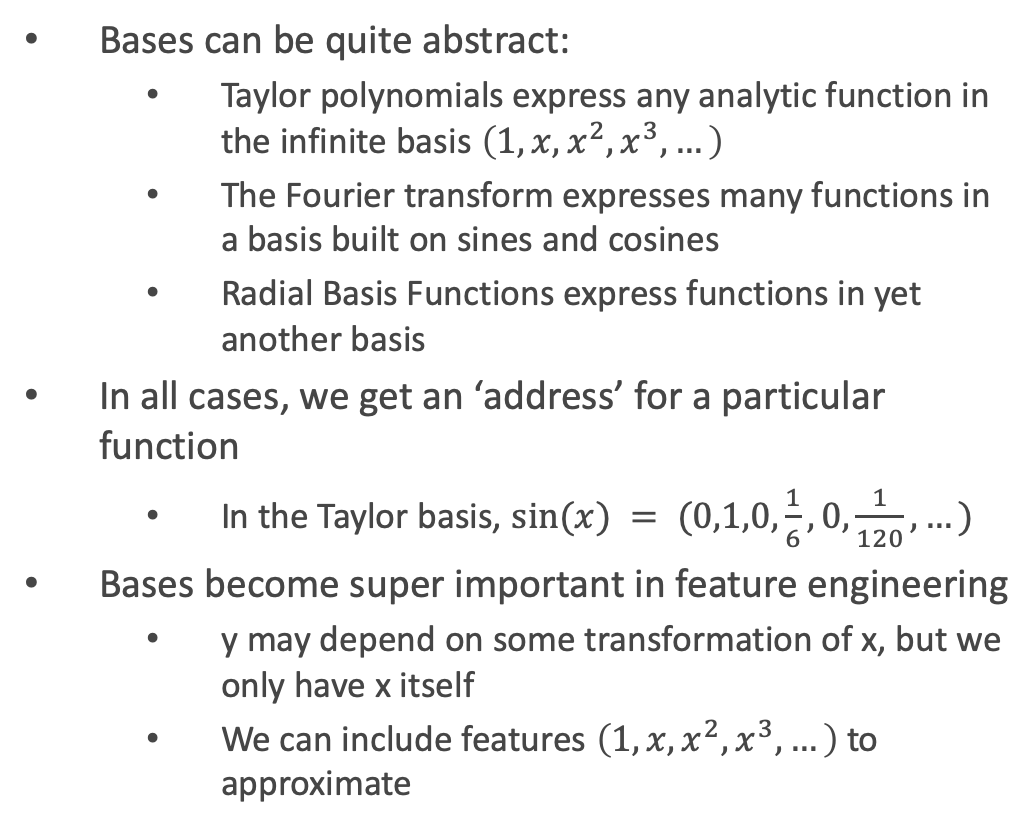 • Bases can be quite abstract:
• Taylor polynomials express any analytic function in
the infinite basis (1, x, x², x³, … )
• The Fourier transform expresses many functions in
a basis built on sines and cosines
• Radial Basis Functions express functions in yet
another basis
• In all cases, we get an ‘address’ for a particular
function
• In the Taylor basis, sin(x) = (0,1,0, 1/6, 0, 1/120, … )
• Bases become super important in feature engineering
• y may depend on some transformation of x, but we
only have x itself
• We can include features (1, x, x², x³, … ) to
approximate